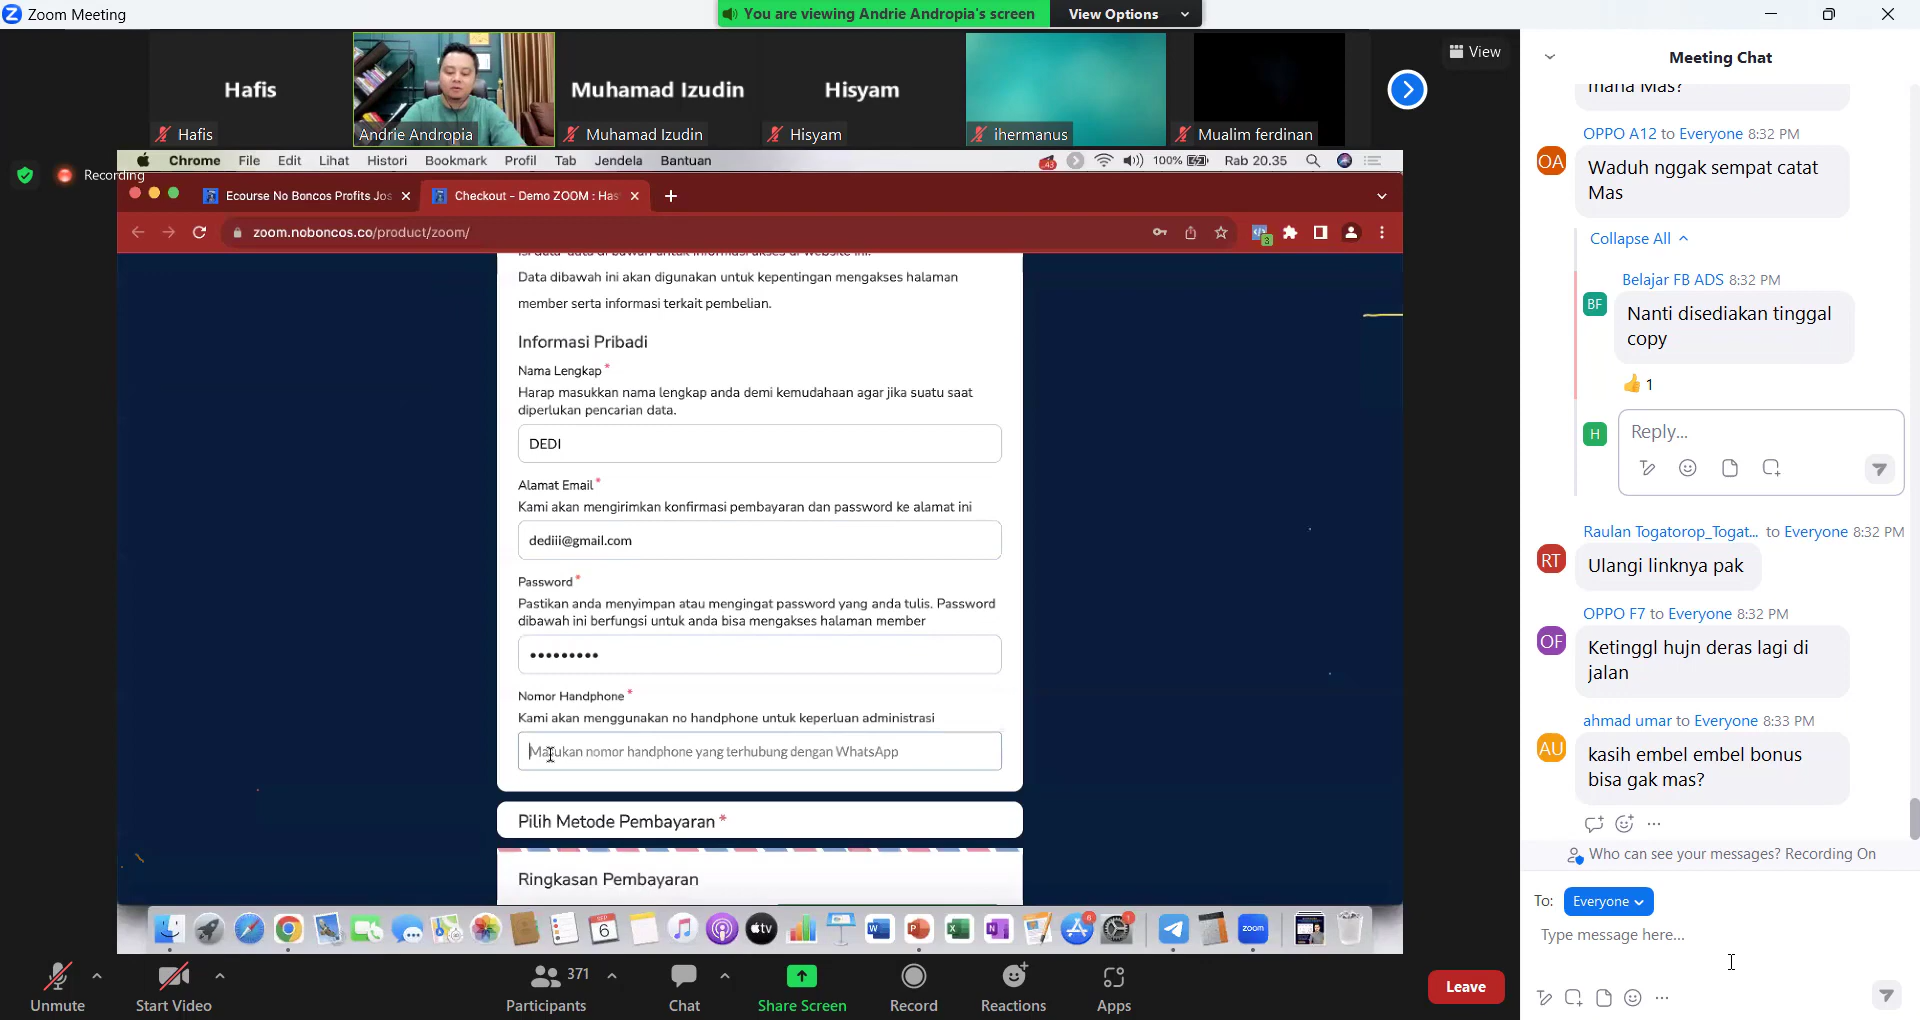 Zoom Meeting
You are viewing Andrie Andropia's screen
View Options
View
Hafis
Muhamad Izudin
Hisyam
Hafis
Andrie Andropia
Muhamad Izudin
Hisyam
ihermanus
Mualim ferdinan
Recording
Chrome File Edit Lihat Histori Bookmark Profil Tab Jendela Bantuan
100% Rab 20.35
Ecourse No Boncos Profits Jos
Checkout - Demo ZOOM : Has
zoom.noboncos.co/product/zoom/
Data dibawah ini akan digunakan untuk kepentingan mengakses halaman
member serta informasi terkait pembelian.
Informasi Pribadi
Nama Lengkap *
Harap masukkan nama lengkap anda demi kemudahaan agar jika suatu saat
diperlukan pencarian data.
DEDI
Alamat Email *
Kami akan mengirimkan konfirmasi pembayaran dan password ke alamat ini
dediii@gmail.com
Password *
Pastikan anda menyimpan atau mengingat password yang anda tulis. Password
dibawah ini berfungsi untuk anda bisa mengakses halaman member
•••••••••
Nomor Handphone *
Kami akan menggunakan no handphone untuk keperluan administrasi
Masukan nomor handphone yang terhubung dengan WhatsApp
Pilih Metode Pembayaran *
Ringkasan Pembayaran
SEP
6
tv
zoom
Unmute
Start Video
371
Participants
Chat
Share Screen
Record
Reactions
Apps
Leave
Meeting Chat
mana Mas?
OPPO A12 to Everyone 8:32 PM
OA
Waduh nggak sempat catat
Mas
Collapse All
Belajar FB ADS 8:32 PM
BF
Nanti disediakan tinggal
copy
1
H
Reply...
Raulan Togatorop_Togat... to Everyone 8:32 PM
RT
Ulangi linknya pak
OPPO F7 to Everyone 8:32 PM
OF
Ketinggl hujn deras lagi di
jalan
ahmad umar to Everyone 8:33 PM
AU
kasih embel embel bonus
bisa gak mas?
Who can see your messages? Recording On
To: Everyone
Type message here...